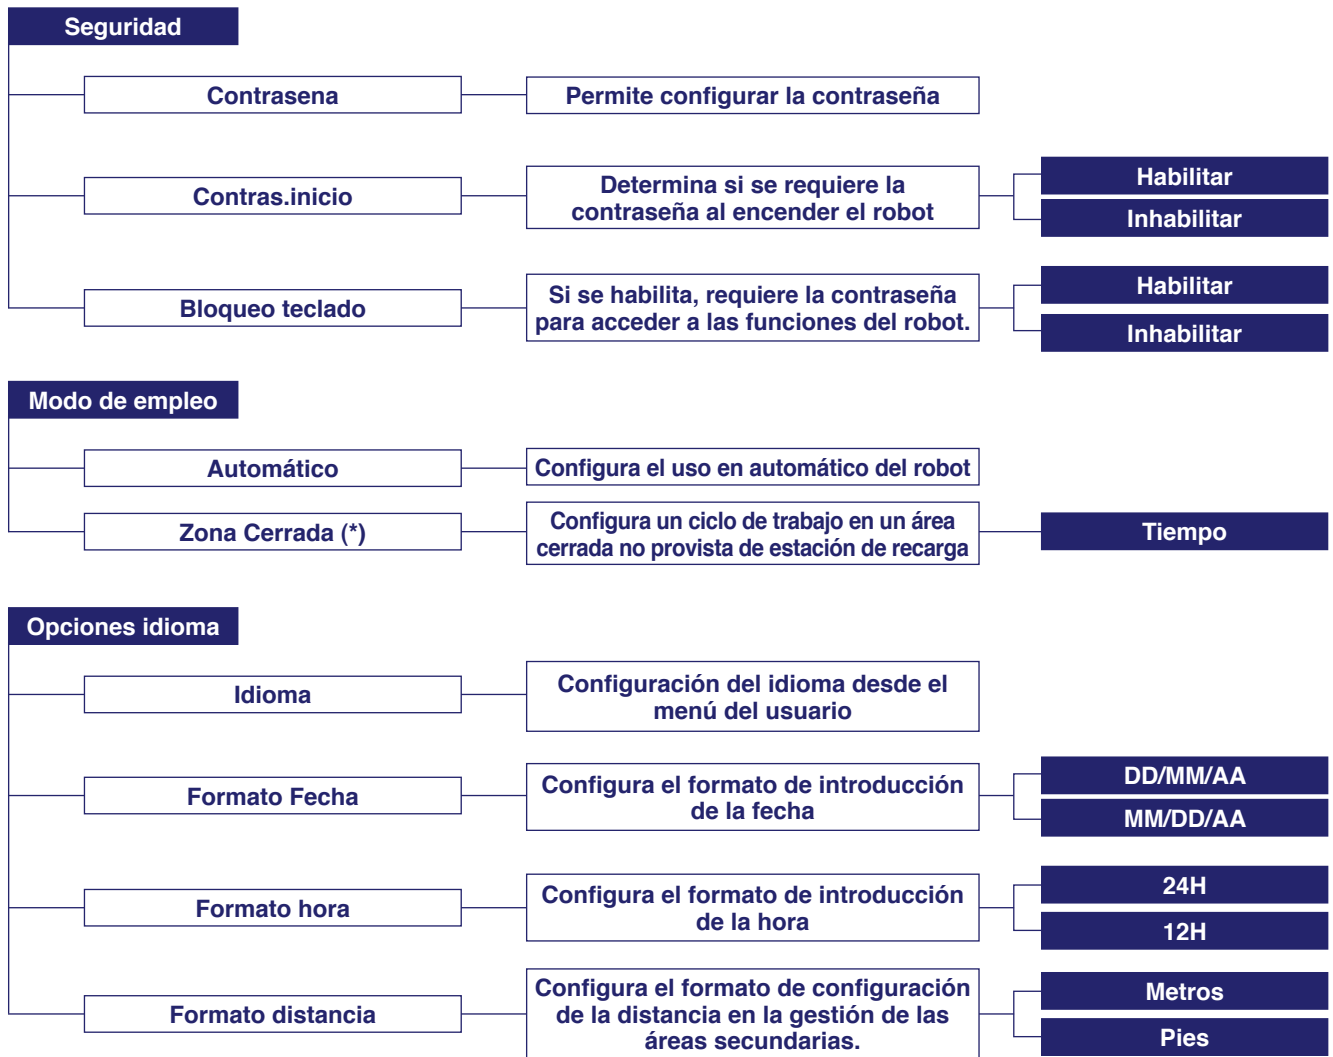 Seguridad
Contrasena
Permite configurar la contraseña
Contras.inicio
Determina si se requiere la
contraseña al encender el robot
Habilitar
Inhabilitar
Bloqueo teclado
Si se habilita, requiere la contraseña
para acceder a las funciones del robot.
Habilitar
Inhabilitar
Modo de empleo
Automático
Configura el uso en automático del robot
Zona Cerrada (*)
Configura un ciclo de trabajo en un área
cerrada no provista de estación de recarga
Tiempo
Opciones idioma
Idioma
Configuración del idioma desde el
menú del usuario
Formato Fecha
Configura el formato de introducción
de la fecha
DD/MM/AA
MM/DD/AA
Formato hora
Configura el formato de introducción
de la hora
24H
12H
Formato distancia
Configura el formato de configuración
de la distancia en la gestión de las
áreas secundarias.
Metros
Pies